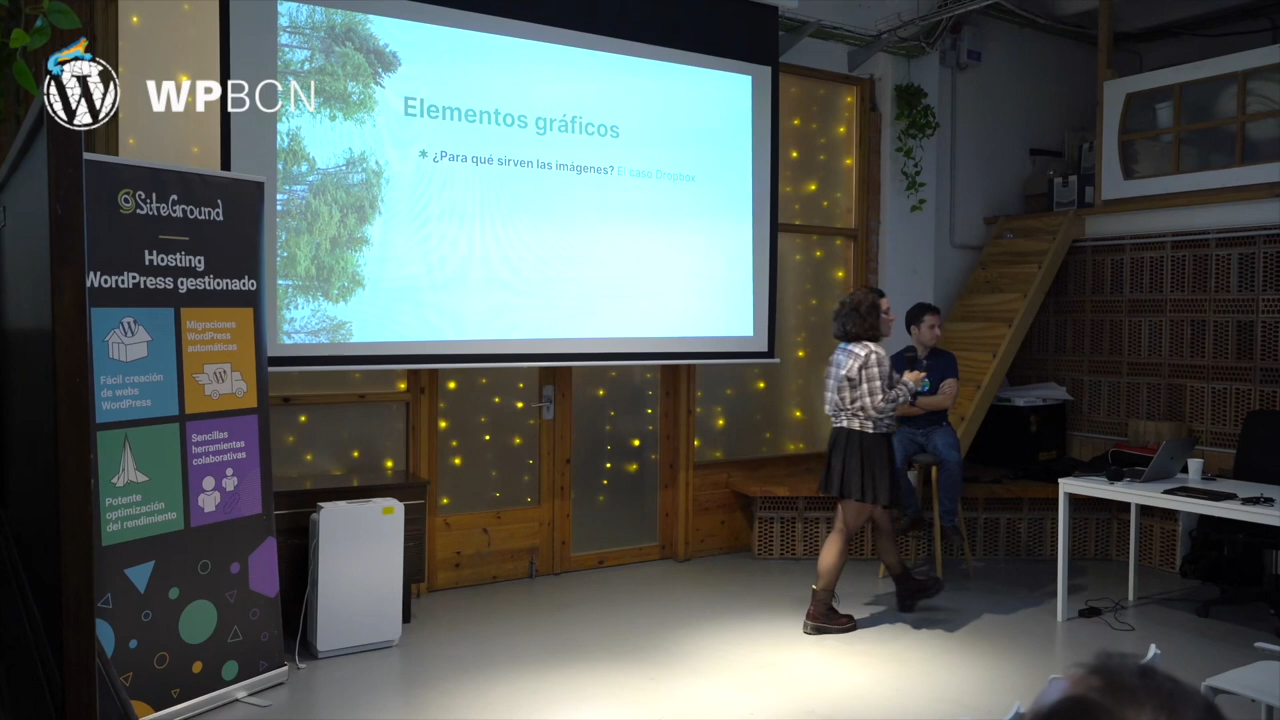 WPBCN
Elementos gráficos
* ¿Para qué sirven las imágenes? El caso Dropbox
SiteGround
Hosting
WordPress gestionado
Fácil creación
de webs
WordPress
Migraciones
WordPress
automáticas
Potente
optimización
del rendimiento
Sencillas
herramientas
colaborativas